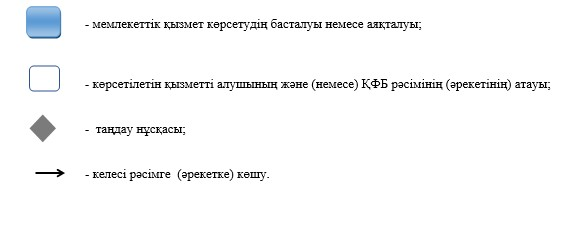 - мемлекеттік қызмет көрсетудің басталуы немесе аяқталуы;
- көрсетілетін қызметті алушының және (немесе) ҚФБ рәсімінің (әрекетінің) атауы;
- таңдау нұсқасы;
- келесі рәсімге (әрекетке) көшу.